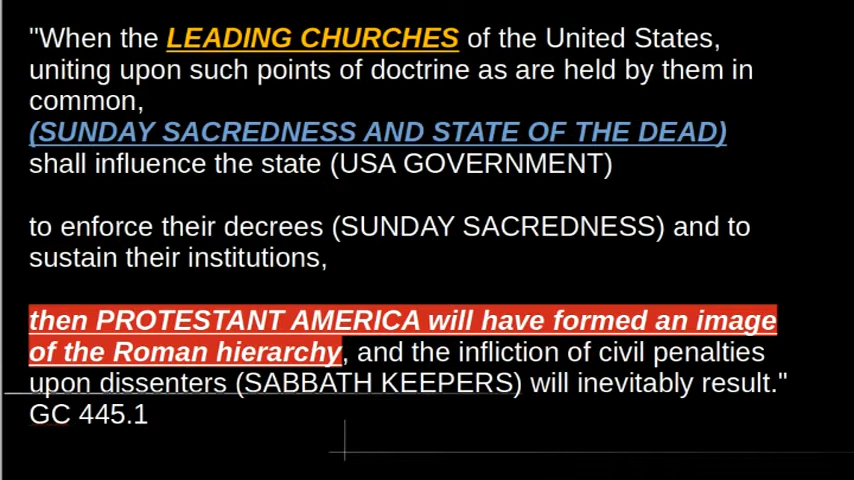 "When the LEADING CHURCHES of the United States,
uniting upon such points of doctrine as are held by them in
common,
(SUNDAY SACREDNESS AND STATE OF THE DEAD)
shall influence the state (USA GOVERNMENT)
to enforce their decrees (SUNDAY SACREDNESS) and to
sustain their institutions,
then PROTESTANT AMERICA will have formed an image
of the Roman hierarchy, and the infliction of civil penalties
upon dissenters (SABBATH KEEPERS) will inevitably result."
GC 445.1